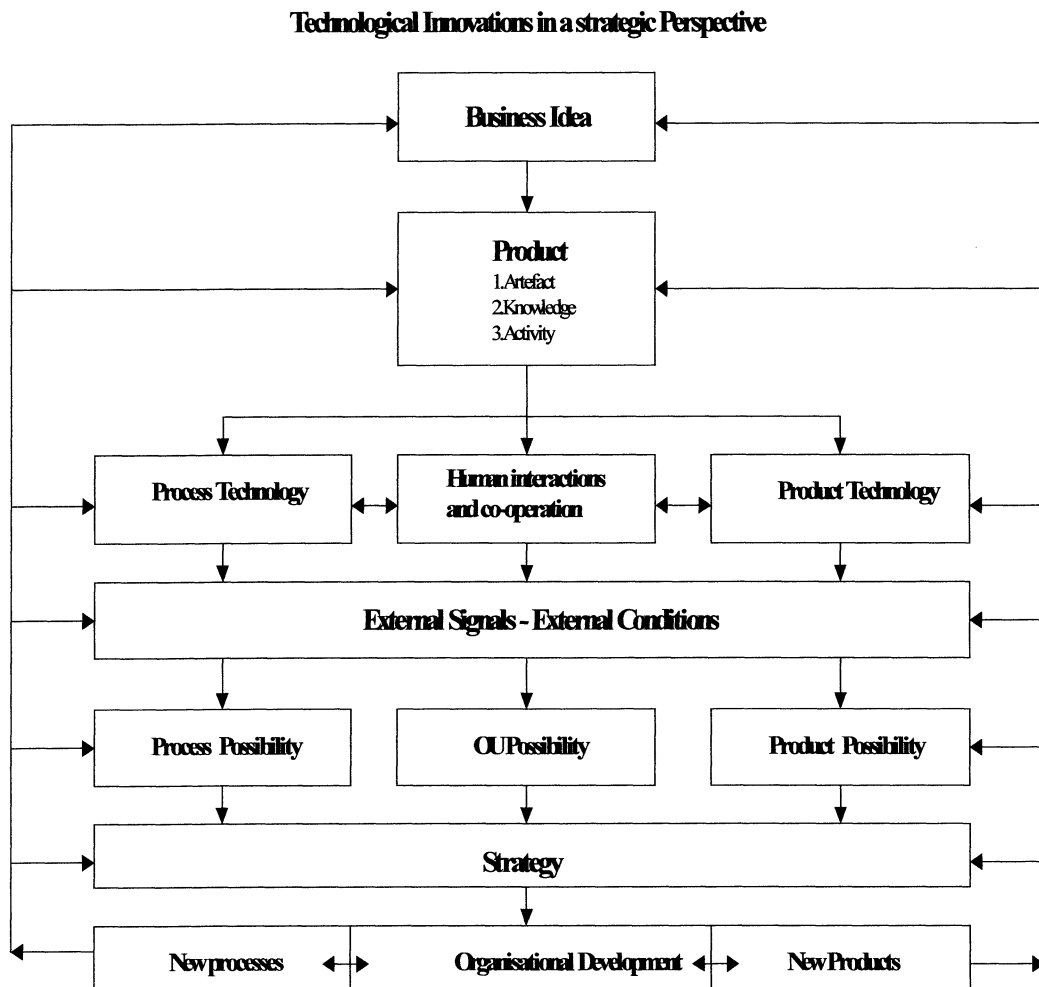 Technological Innovations in a strategic Perspective
Business Idea
Product
1.Artefact
2.Knowledge
3.Activity
Process Technology
Human interactions
and co-operation
Product Technology
External Signals - External Conditions
Process Possibility
OU Possibility
Product Possibility
Strategy
New processes
Organisational Development
New Products